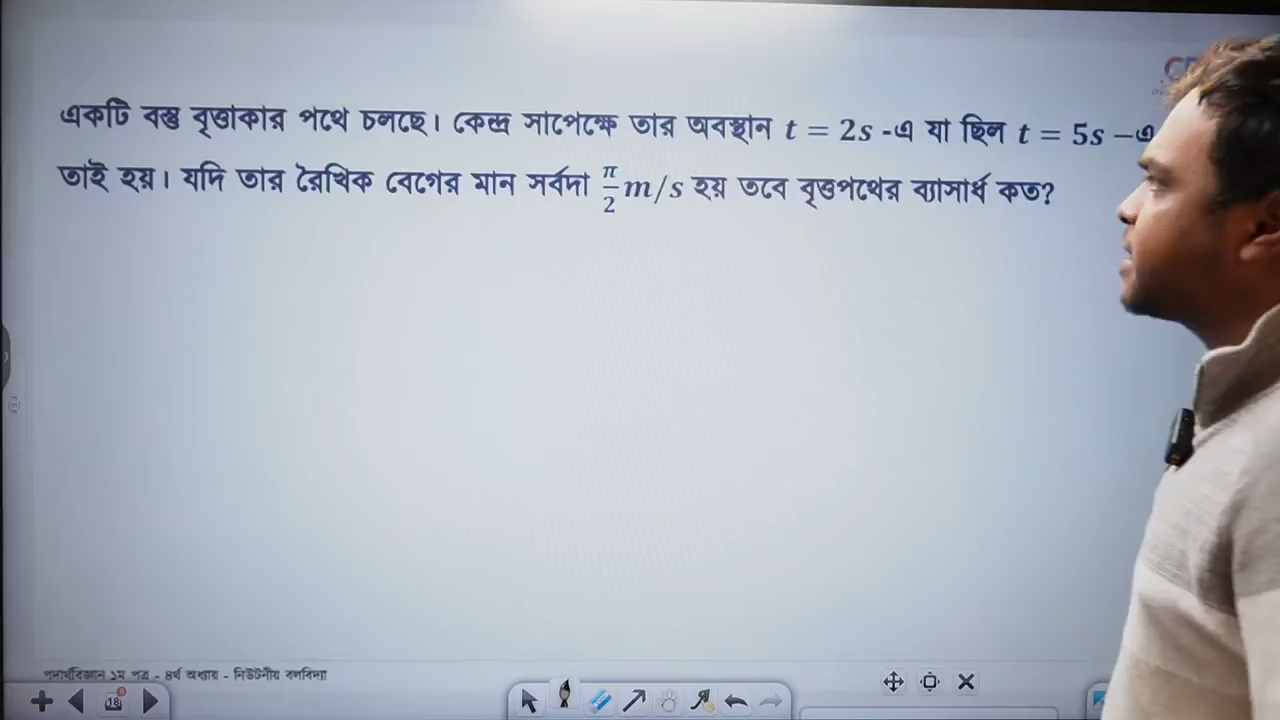 একটি বস্তু বৃত্তাকার পথে চলছে। কেন্দ্র সাপেক্ষে তার অবস্থান t = 2s -এ যা ছিল t = 5s –এ
তাই হয়। যদি তার রৈখিক বেগের মান সর্বদা π/2 m/s হয় তবে বৃত্তপথের ব্যাসার্ধ কত?
পদার্থবিজ্ঞান ১ম পত্র - ৪র্থ অধ্যায় - নিউটনীয় বলবিদ্যা
18